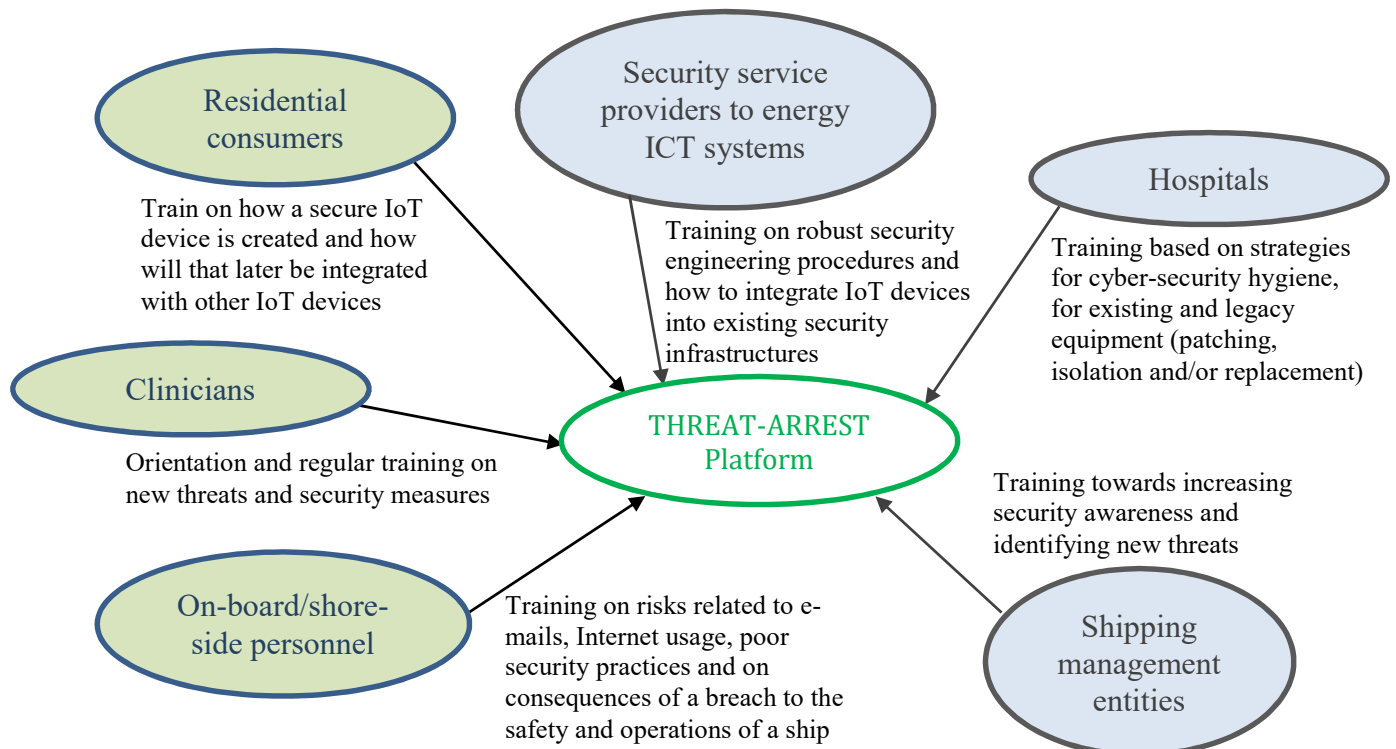 Residential
consumers
Train on how a secure IoT
device is created and how
will that later be integrated
with other IoT devices
Security service
providers to energy
ICT systems
Training on robust security
engineering procedures and
how to integrate IoT devices
into existing security
infrastructures
Hospitals
Training based on strategies
for cyber-security hygiene,
for existing and legacy
equipment (patching,
isolation and/or replacement)
Clinicians
Orientation and regular training on
new threats and security measures
THREAT-ARREST
Platform
On-board/shore-
side personnel
Training on risks related to e-
mails, Internet usage, poor
security practices and on
consequences of a breach to the
safety and operations of a ship
Training towards increasing
security awareness and
identifying new threats
Shipping
management
entities